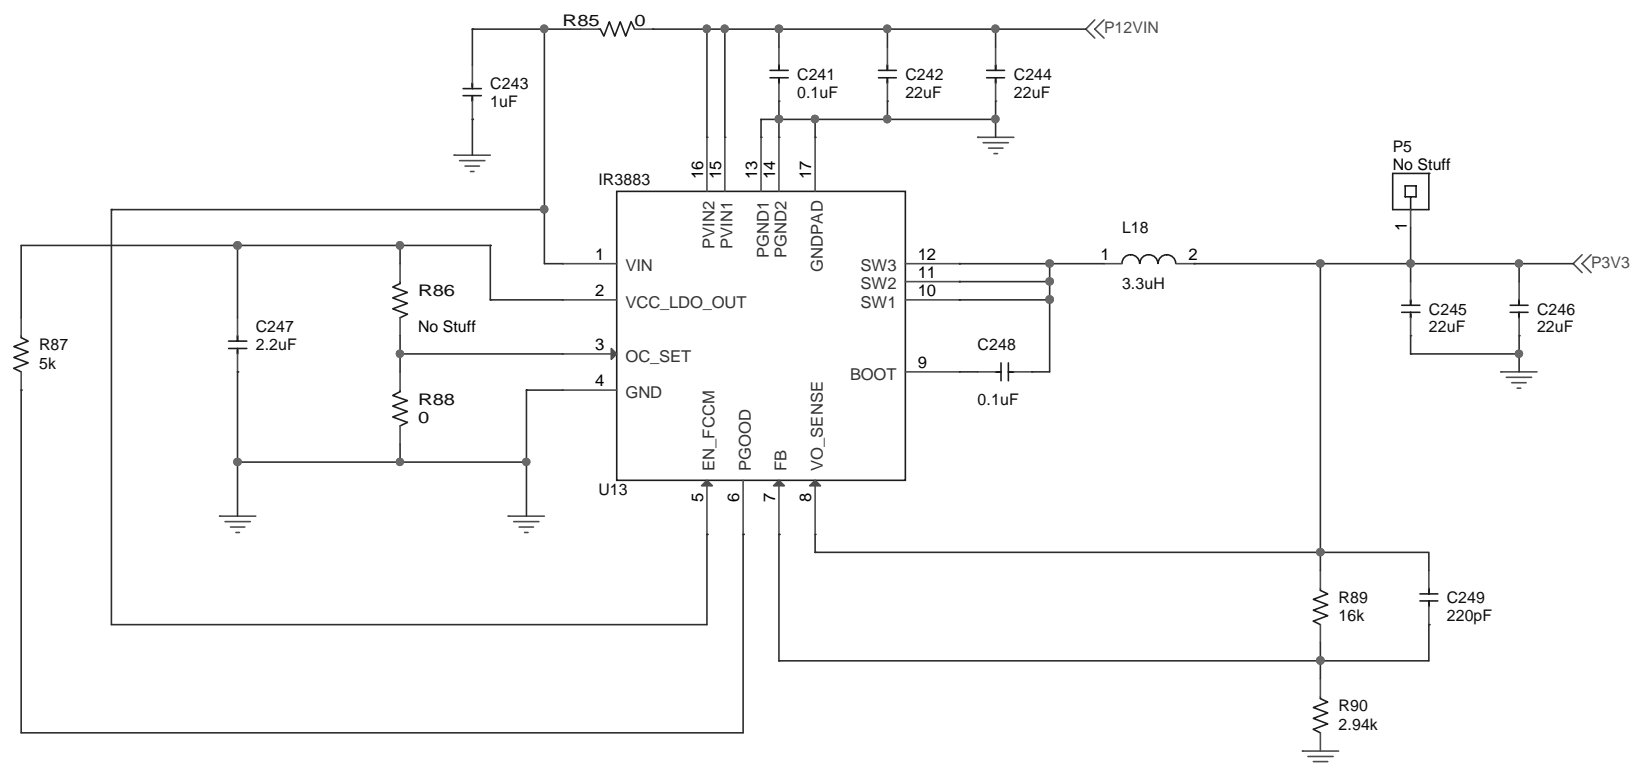 R85 0
P12VIN
C243
1uF
C241
0.1uF
C242
22uF
C244
22uF
P5
No Stuff
1
16
15
13
14
17
IR3883
PVIN2
PVIN1
PGND1
PGND2
GNDPAD
1
VIN
2
VCC_LDO_OUT
3
OC_SET
4
GND
SW3
12
SW2
11
SW1
10
BOOT
9
EN_FCCM
PGOOD
FB
VO_SENSE
U13
5
6
7
8
L18
1
2
3.3uH
P3V3
C245
22uF
C246
22uF
C248
0.1uF
R86
No Stuff
C247
2.2uF
R87
5k
R88
0
R89
16k
C249
220pF
R90
2.94k